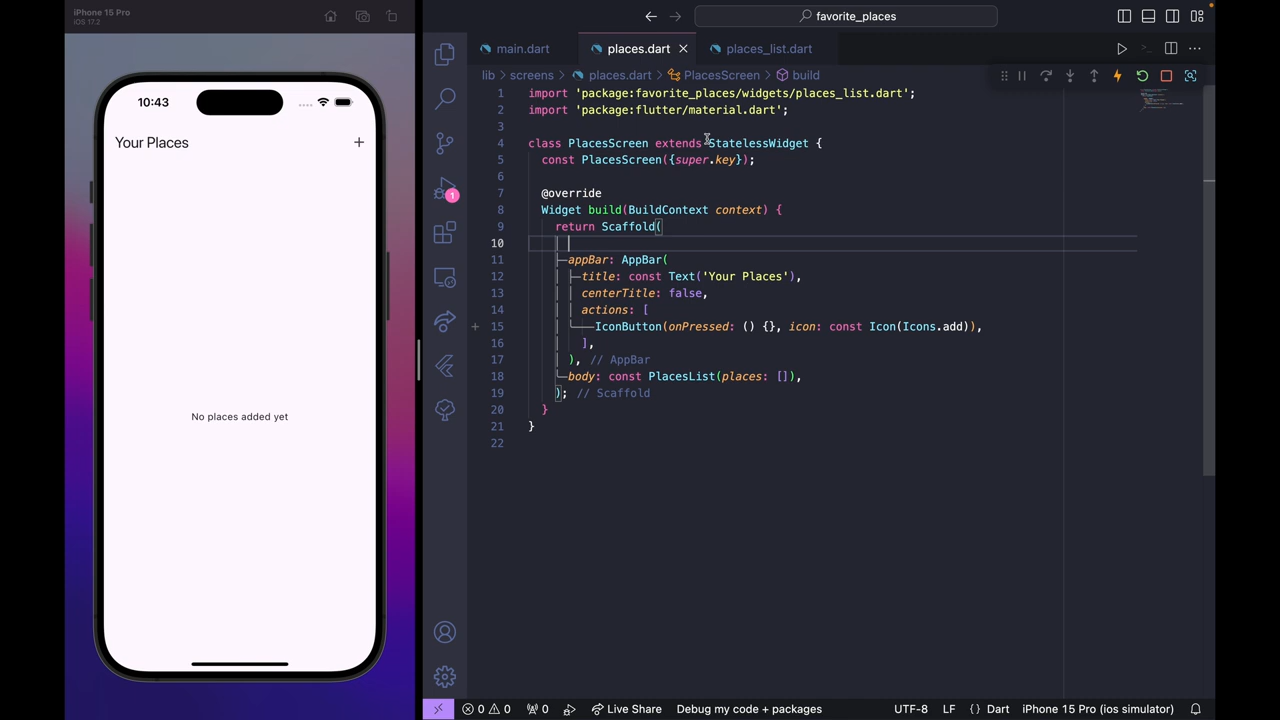 iPhone 15 Pro
iOS 17.2
10:43
Your Places
No places added yet
favorite_places
main.dart
places.dart
places_list.dart
lib > screens > places.dart > PlacesScreen > build
1 import 'package:favorite_places/widgets/places_list.dart';
2 import 'package:flutter/material.dart';
3
4 class PlacesScreen extends StatelessWidget {
5 const PlacesScreen({super.key});
6
7 @override
8 Widget build(BuildContext context) {
9 return Scaffold(
10
11 appBar: AppBar(
12 title: const Text('Your Places'),
13 centerTitle: false,
14 actions: [
15 IconButton(onPressed: () {}, icon: const Icon(Icons.add)),
16 ],
17 ), // AppBar
18 body: const PlacesList(places: []),
19 ); // Scaffold
20 }
21 }
22
1
0 0 0 Live Share Debug my code + packages UTF-8 LF {} Dart iPhone 15 Pro (ios simulator)